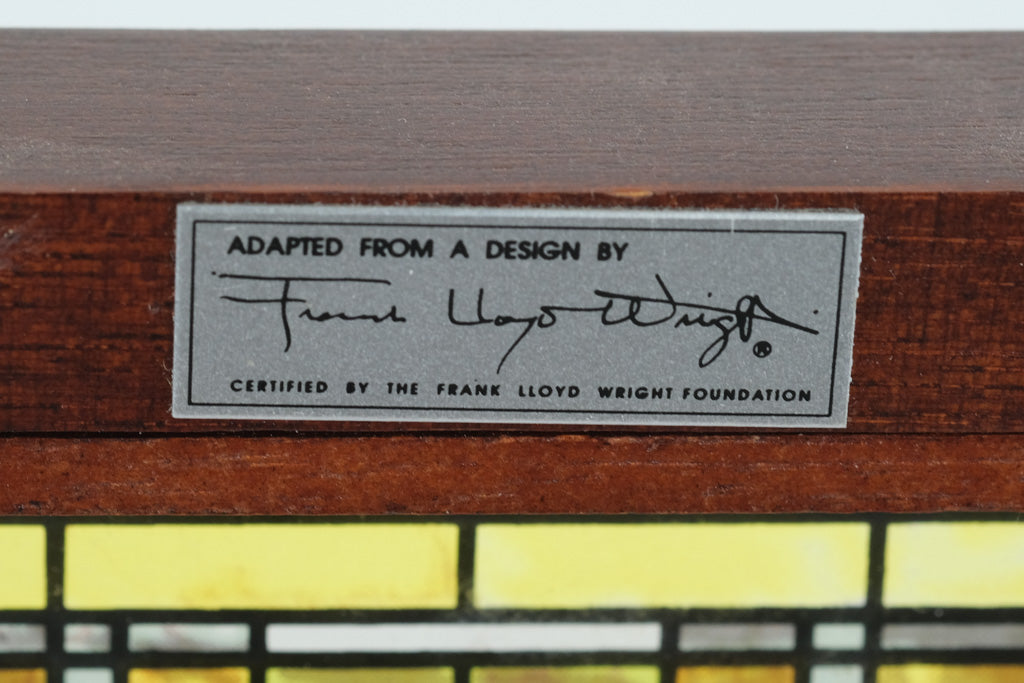 ADAPTED FROM A DESIGN BY
Frank Lloyd Wright ®
CERTIFIED BY THE FRANK LLOYD WRIGHT FOUNDATION